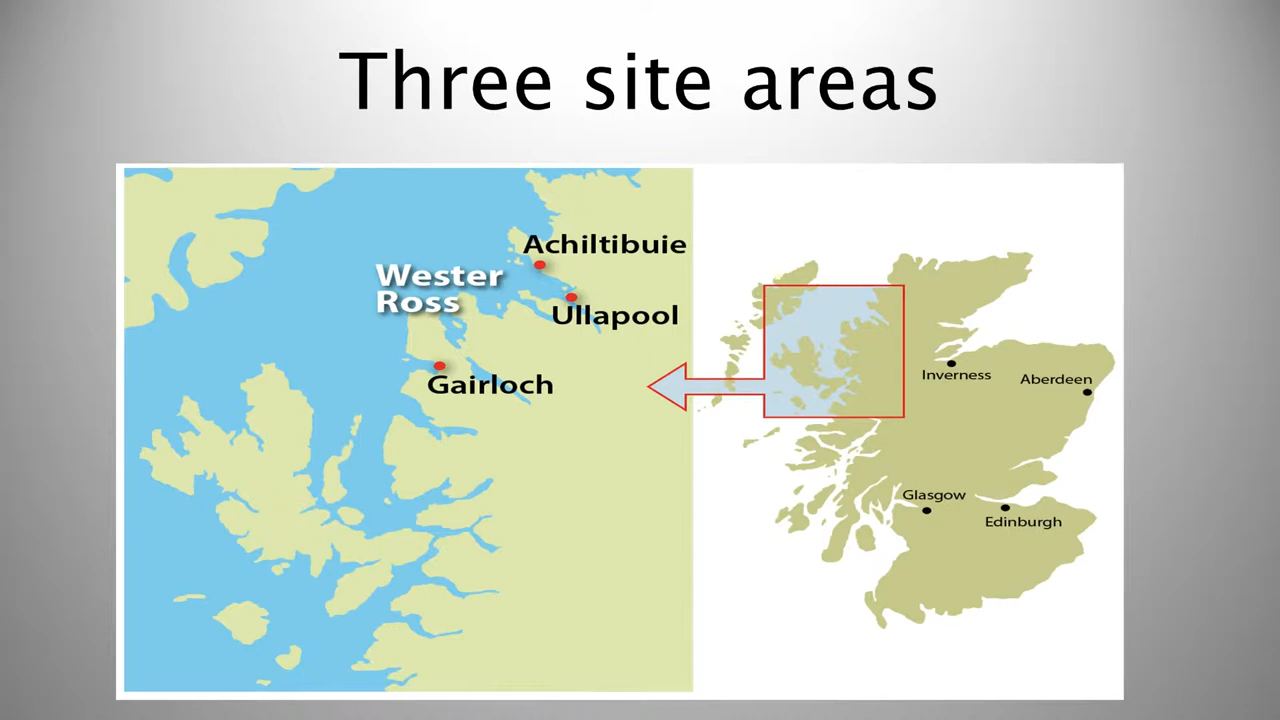 Three site areas
Achiltibuie
Wester
Ross
Ullapool
Gairloch
Inverness
Aberdeen
Glasgow
Edinburgh